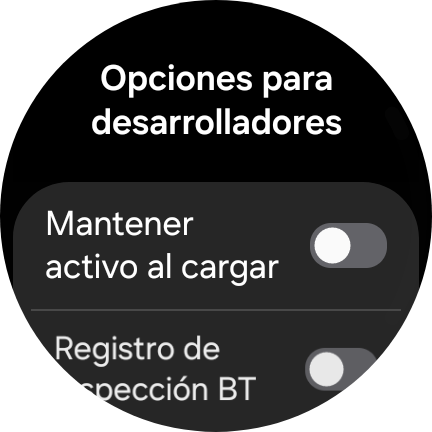 Opciones para
desarrolladores
Mantener
activo al cargar
Registro de
spección BT